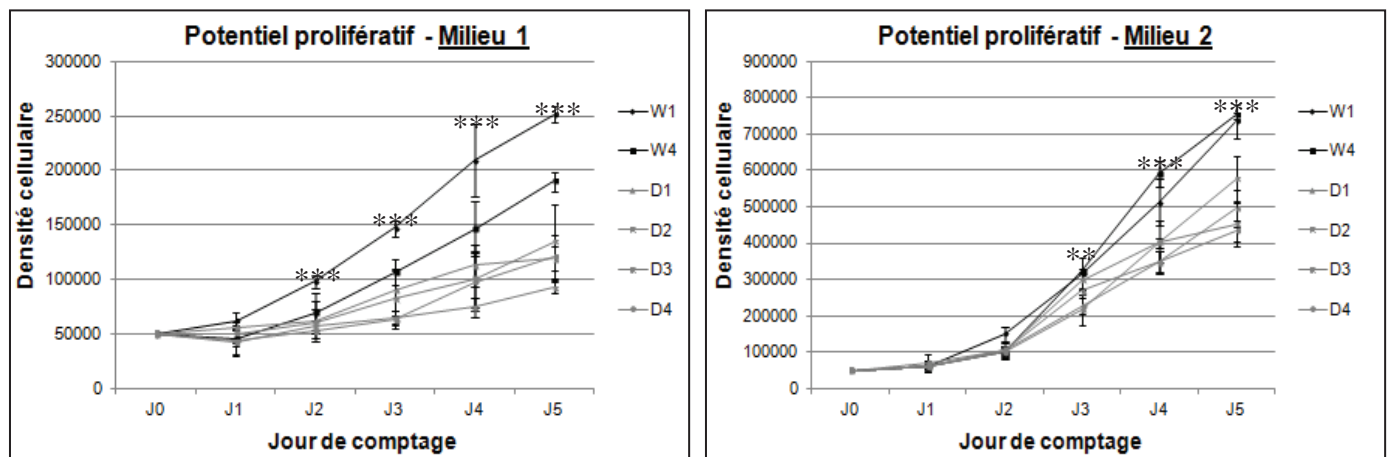 Potentiel prolifératif - Milieu 1
Densité cellulaire
300000
250000
200000
150000
100000
50000
0
***
***
***
***
J0 J1 J2 J3 J4 J5
Jour de comptage
W1
W4
D1
D2
D3
D4
Potentiel prolifératif - Milieu 2
Densité cellulaire
900000
800000
700000
600000
500000
400000
300000
200000
100000
0
**
***
***
J0 J1 J2 J3 J4 J5
Jour de comptage
W1
W4
D1
D2
D3
D4